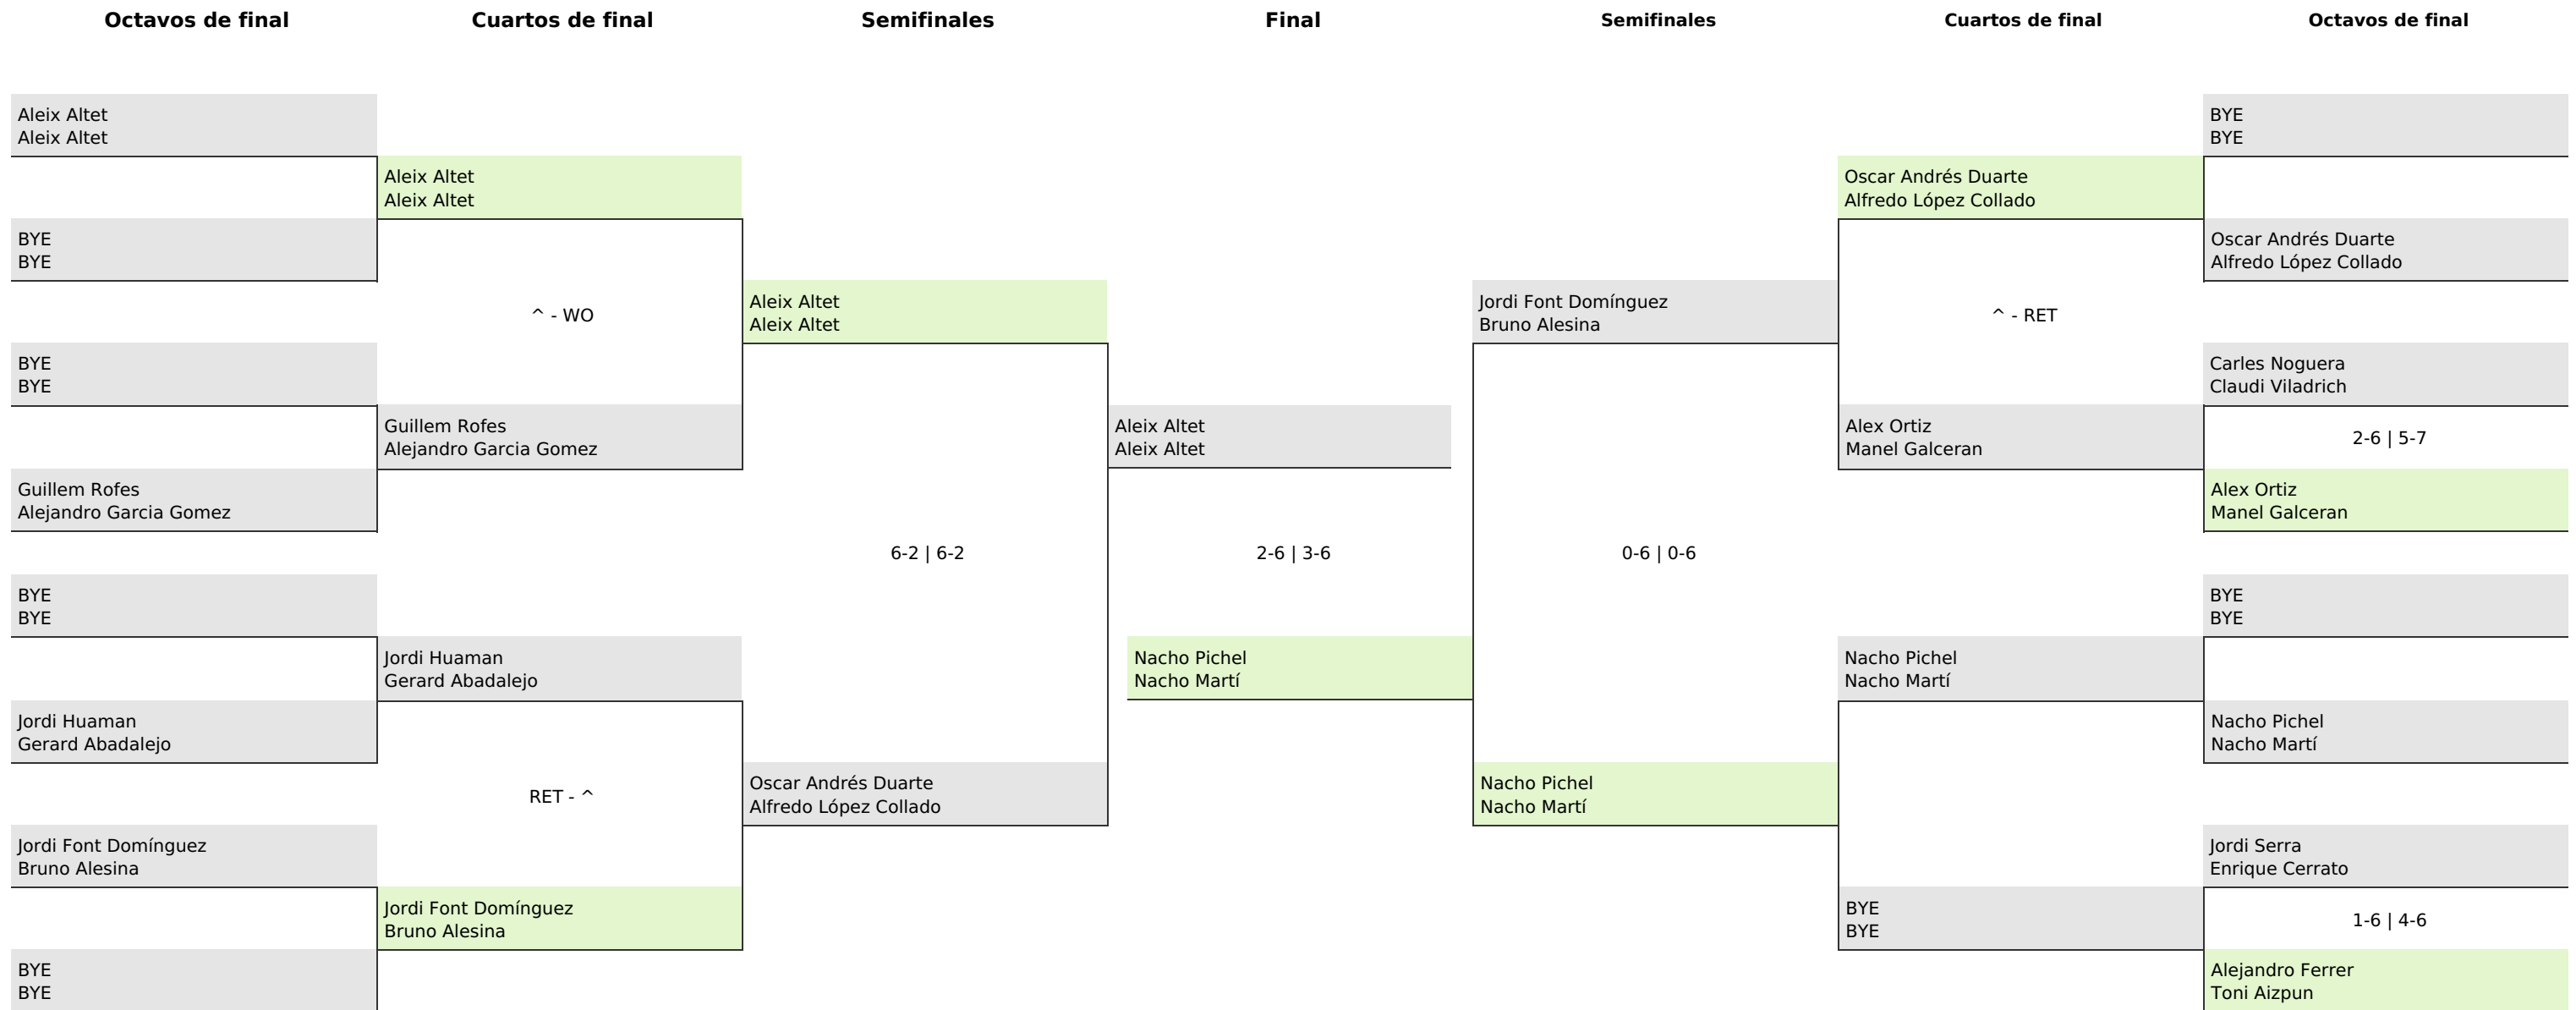 Octavos de final
Cuartos de final
Semifinales
Final
Semifinales
Cuartos de final
Octavos de final
Aleix Altet
Aleix Altet
BYE
BYE
BYE
BYE
Guillem Rofes
Alejandro Garcia Gomez
BYE
BYE
Jordi Huaman
Gerard Abadalejo
Jordi Font Domínguez
Bruno Alesina
BYE
BYE
Aleix Altet
Aleix Altet
^ - WO
Guillem Rofes
Alejandro Garcia Gomez
Jordi Huaman
Gerard Abadalejo
RET - ^
Jordi Font Domínguez
Bruno Alesina
Aleix Altet
Aleix Altet
6-2 | 6-2
Oscar Andrés Duarte
Alfredo López Collado
Aleix Altet
Aleix Altet
2-6 | 3-6
Nacho Pichel
Nacho Martí
Jordi Font Domínguez
Bruno Alesina
0-6 | 0-6
Nacho Pichel
Nacho Martí
Oscar Andrés Duarte
Alfredo López Collado
^ - RET
Alex Ortiz
Manel Galceran
Nacho Pichel
Nacho Martí
BYE
BYE
BYE
BYE
Oscar Andrés Duarte
Alfredo López Collado
Carles Noguera
Claudi Viladrich
2-6 | 5-7
Alex Ortiz
Manel Galceran
BYE
BYE
Nacho Pichel
Nacho Martí
Jordi Serra
Enrique Cerrato
1-6 | 4-6
Alejandro Ferrer
Toni Aizpun